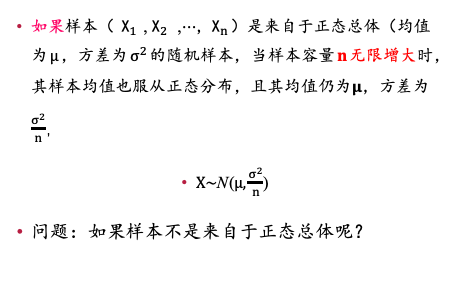 • 如果样本（ X₁ ,X₂ ,⋯, Xₙ）是来自于正态总体（均值
为μ，方差为σ²的随机样本，当样本容量n无限增大时，
其样本均值也服从正态分布，且其均值仍为μ，方差为
σ²/n,
• X~N(μ,σ²/n)
• 问题：如果样本不是来自于正态总体呢？